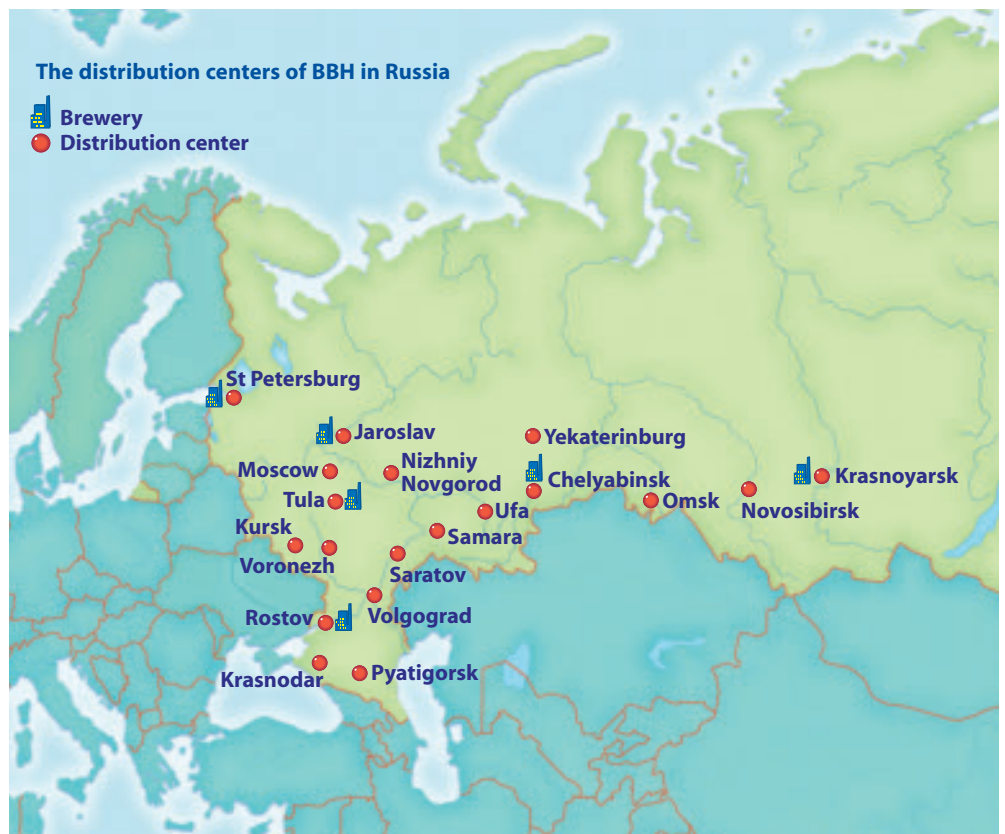 The distribution centers of BBH in Russia
Brewery
Distribution center
St Petersburg
Jaroslav
Yekaterinburg
Moscow
Nizhniy
Novgorod
Chelyabinsk
Krasnoyarsk
Tula
Ufa
Omsk
Novosibirsk
Kursk
Samara
Voronezh
Saratov
Rostov
Volgograd
Krasnodar
Pyatigorsk